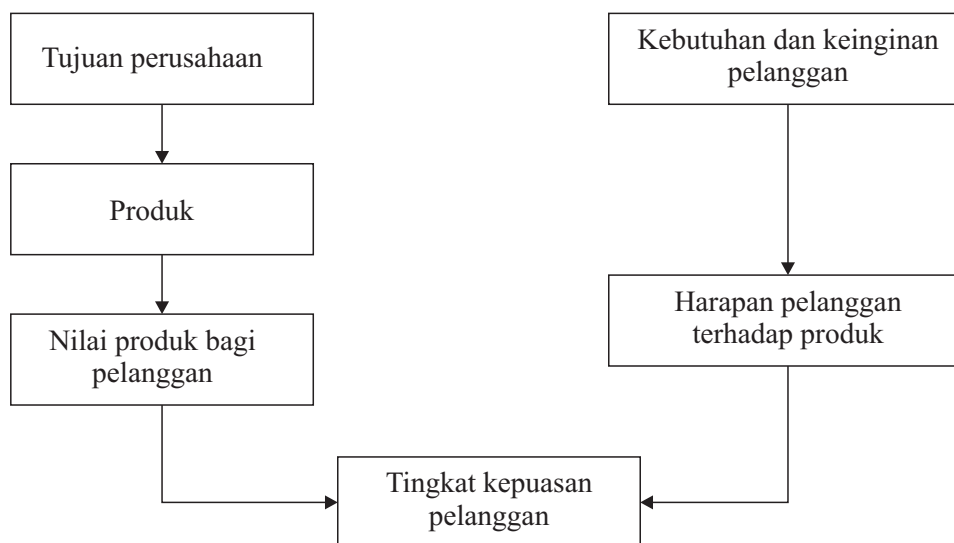 Tujuan perusahaan
Produk
Nilai produk bagi
pelanggan
Kebutuhan dan keinginan
pelanggan
Harapan pelanggan
terhadap produk
Tingkat kepuasan
pelanggan